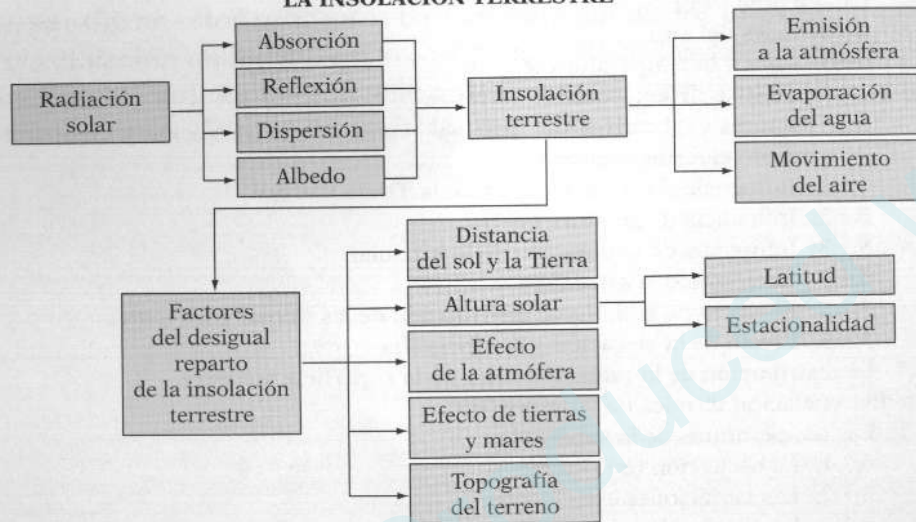 LA INSOLACIÓN TERRESTRE
Radiación
solar
Absorción
Reflexión
Dispersión
Albedo
Insolación
terrestre
Emisión
a la atmósfera
Evaporación
del agua
Movimiento
del aire
Factores
del desigual
reparto
de la insolación
terrestre
Distancia
del sol y la Tierra
Altura solar
Efecto
de la atmófera
Efecto de tierras
y mares
Topografía
del terreno
Latitud
Estacionalidad